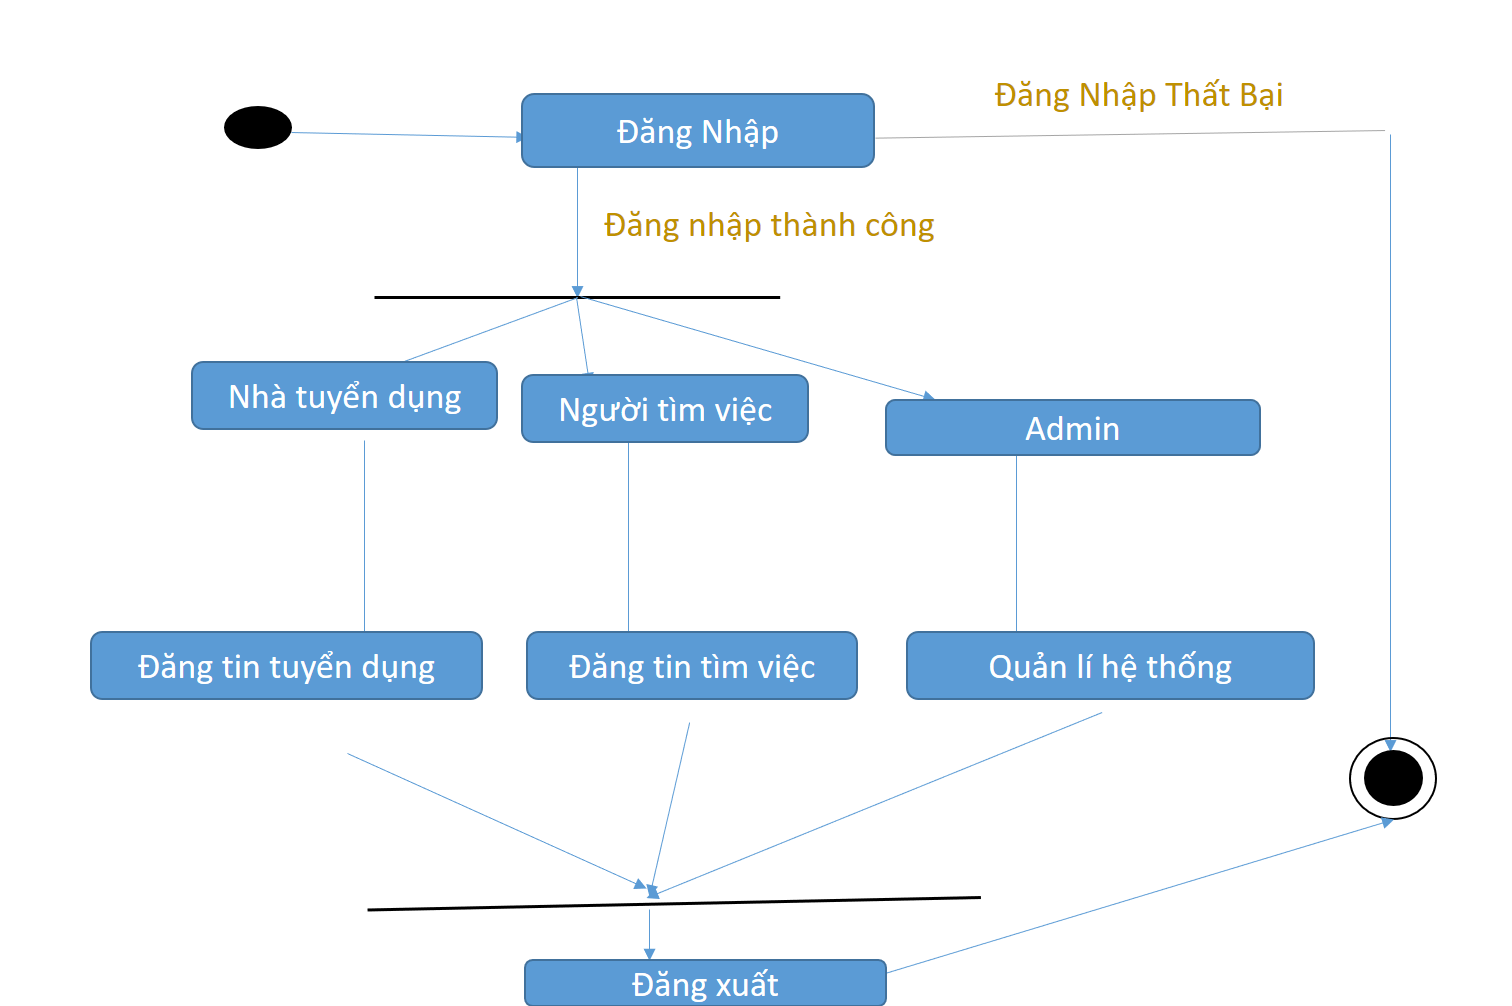 Đăng Nhập Thất Bại
Đăng Nhập
Đăng nhập thành công
Nhà tuyển dụng
Người tìm việc
Admin
Đăng tin tuyển dụng
Đăng tin tìm việc
Quản lí hệ thống
Đăng xuất